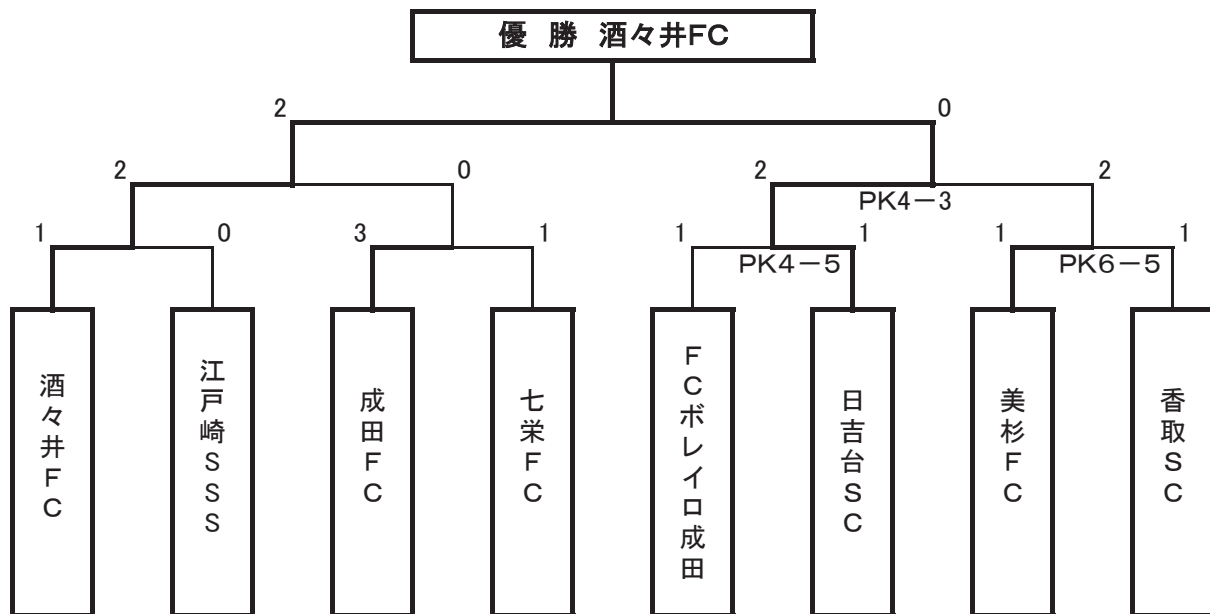 優 勝 酒々井FC
2 0
2 0 2 2
PK4-3
1 0 3 1 1 1 1 1
PK4-5 PK6-5
酒々井FC
江戸崎SSS
成田FC
七栄FC
FCボレイロ成田
日吉台SC
美杉FC
香取SC